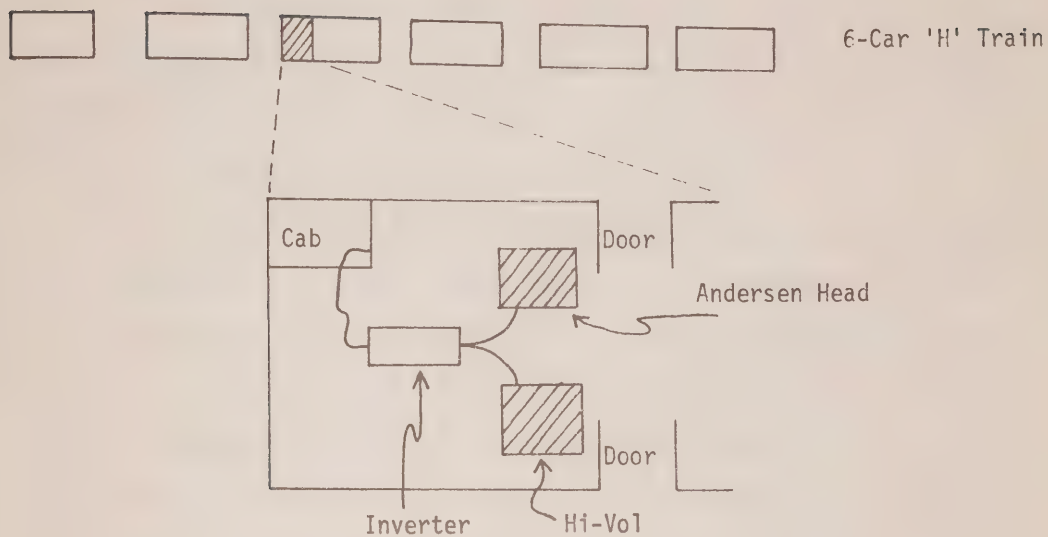 6-Car 'H' Train
Cab
Door
Andersen Head
Door
Inverter
Hi-Vol